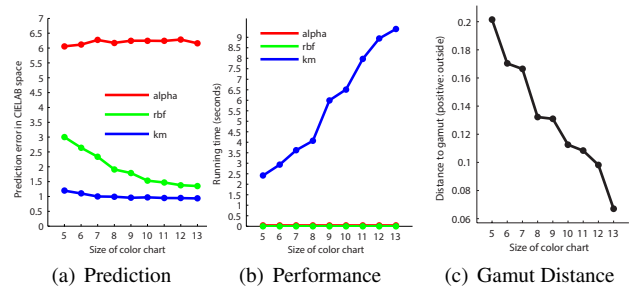 Prediction error in CIELAB space
7
6.5
6
5.5
5
4.5
4
3.5
3
2.5
2
1.5
1
0.5
0
alpha
rbf
km
5 6 7 8 9 10 11 12 13
Size of color chart
(a) Prediction
Running time (seconds)
9
8.5
8
7.5
7
6.5
6
5.5
5
4.5
4
3.5
3
2.5
2
1.5
1
0.5
0
alpha
rbf
km
5 6 7 8 9 10 11 12 13
Size of color chart
(b) Performance
Distance to gamut (positive: outside)
0.2
0.18
0.16
0.14
0.12
0.1
0.08
0.06
5 6 7 8 9 10 11 12 13
Size of color chart
(c) Gamut Distance